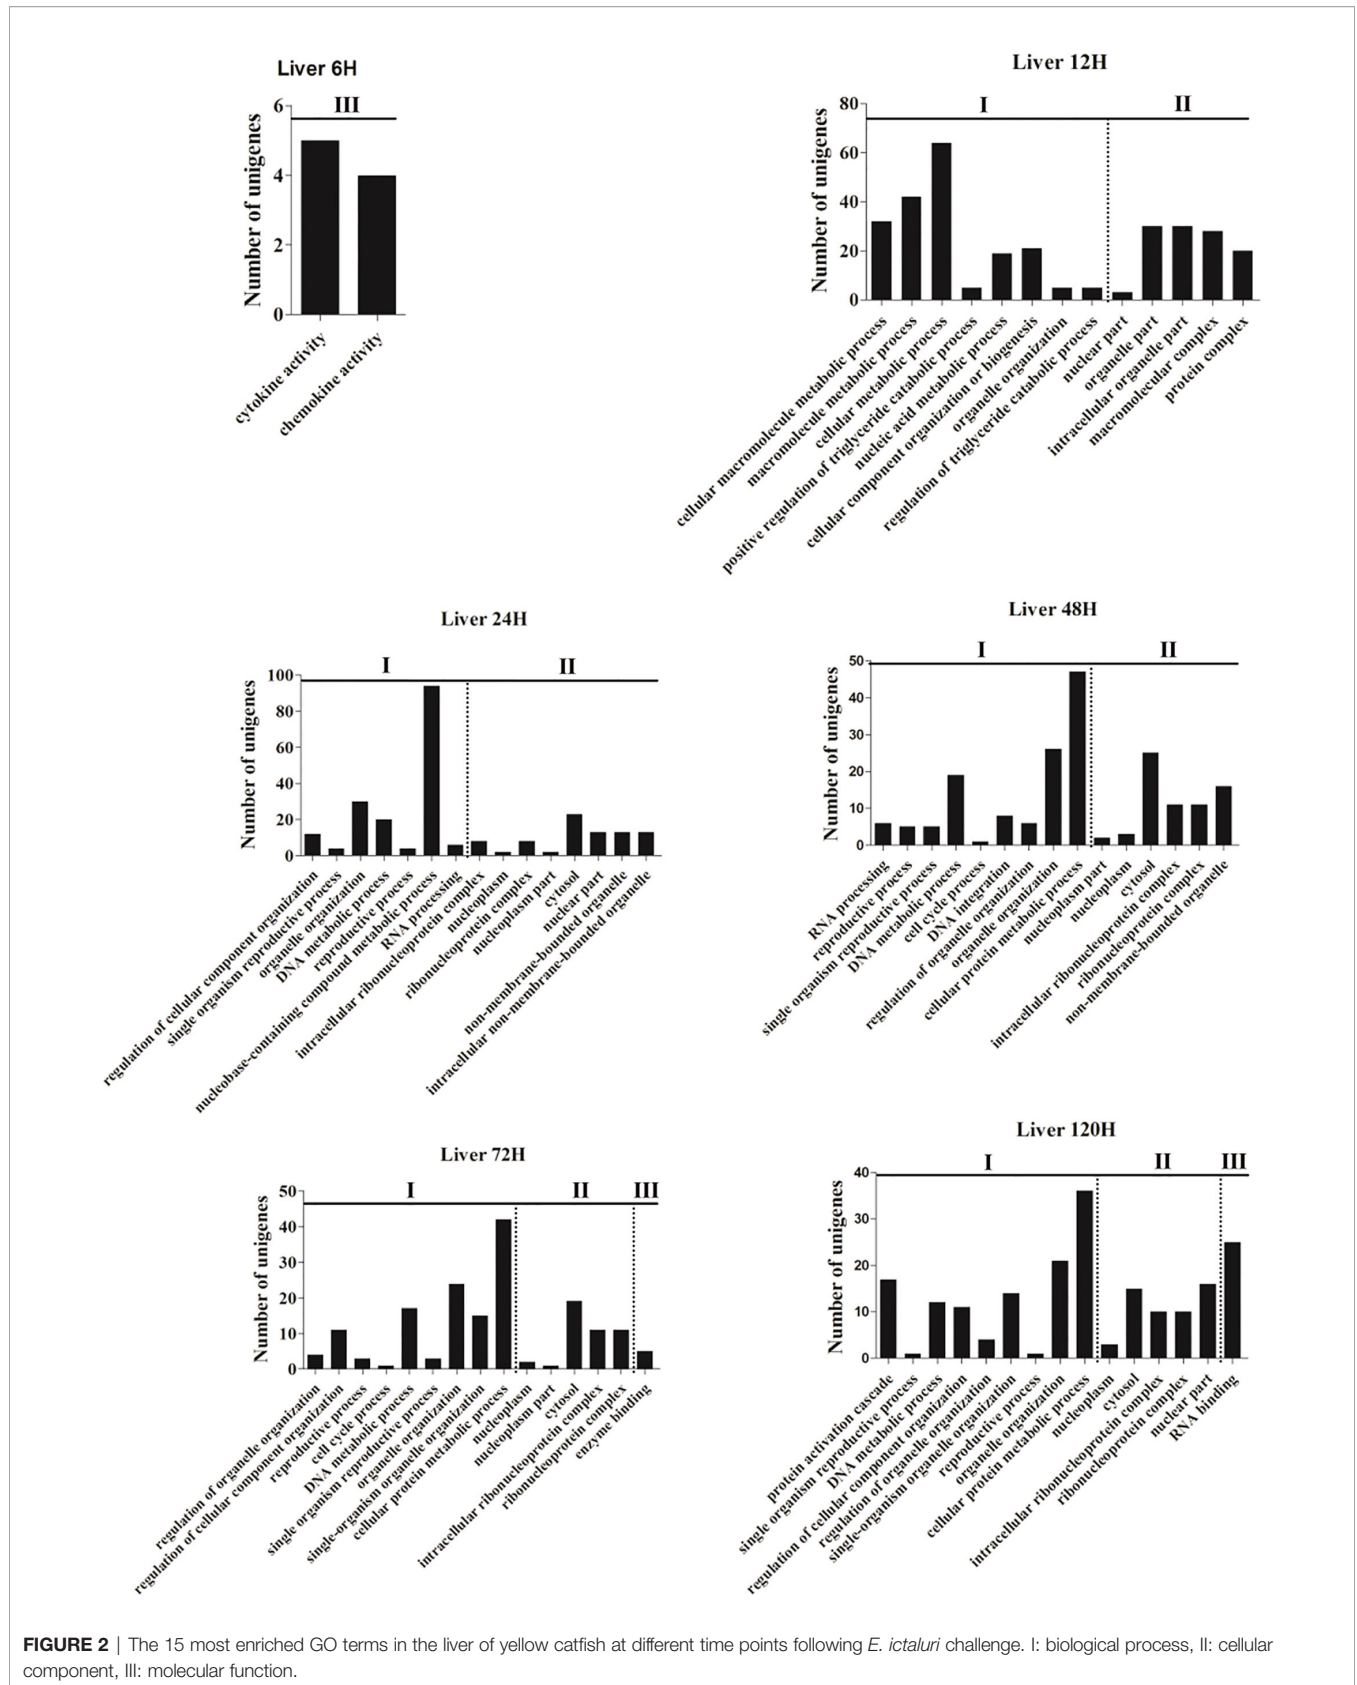 Liver 6H
III
Number of unigenes
6
4
2
0
cytokine activity
chemokine activity
Liver 12H
I
II
Number of unigenes
80
60
40
20
0
cellular macromolecule metabolic process
macromolecule metabolic process
cellular metabolic process
positive regulation of triglyceride catabolic process
nucleic acid metabolic process
cellular component organization or biogenesis
organelle organization
regulation of triglyceride catabolic process
nuclear part
organelle part
intracellular organelle part
macromolecular complex
protein complex
Liver 24H
I
II
Number of unigenes
100
80
60
40
20
0
regulation of cellular component organization
single organism reproductive process
organelle organization
DNA metabolic process
reproductive process
nucleobase-containing compound metabolic process
RNA processing
intracellular ribonucleoprotein complex
nucleoplasm
ribonucleoprotein complex
nucleoplasm part
cytosol
nuclear part
non-membrane-bounded organelle
intracellular non-membrane-bounded organelle
Liver 48H
I
II
Number of unigenes
50
40
30
20
10
0
RNA processing
reproductive process
single organism reproductive process
DNA metabolic process
cell cycle process
DNA integration
regulation of organelle organization
organelle organization
cellular protein metabolic process
nucleoplasm part
nucleoplasm
cytosol
intracellular ribonucleoprotein complex
ribonucleoprotein complex
non-membrane-bounded organelle
Liver 72H
I
II
III
Number of unigenes
50
40
30
20
10
0
regulation of organelle organization
regulation of cellular component organization
reproductive process
cell cycle process
DNA metabolic process
single organism reproductive process
organelle organization
single-organism organelle organization
cellular protein metabolic process
nucleoplasm
nucleoplasm part
cytosol
intracellular ribonucleoprotein complex
ribonucleoprotein complex
enzyme binding
Liver 120H
I
II
III
Number of unigenes
40
30
20
10
0
protein activation cascade
single organism reproductive process
DNA metabolic process
regulation of cellular component organization
regulation of organelle organization
single-organism organelle organization
reproductive process
organelle organization
cellular protein metabolic process
nucleoplasm
cytosol
intracellular ribonucleoprotein complex
ribonucleoprotein complex
nuclear part
RNA binding
FIGURE 2 | The 15 most enriched GO terms in the liver of yellow catfish at different time points following E. ictaluri challenge. I: biological process, II: cellular
component, III: molecular function.